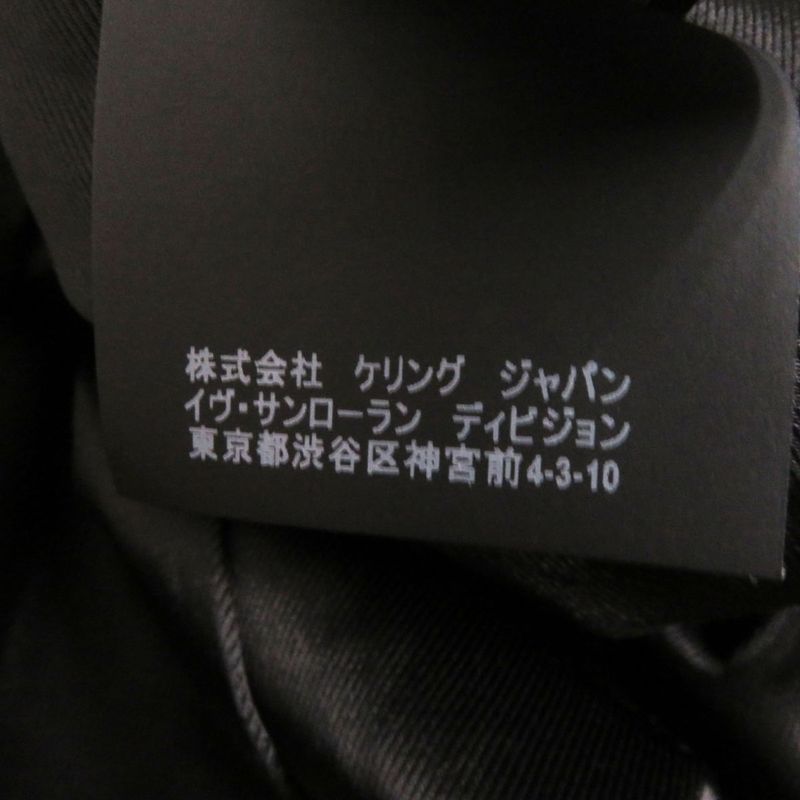 株式会社 ケリング ジャパン
イヴ・サンローラン ディビジョン
東京都渋谷区神宮前4-3-10